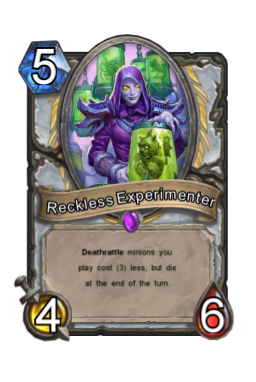 5
Reckless Experimenter
Deathrattle minions you
play cost (3) less, but die
at the end of the turn.
4
6